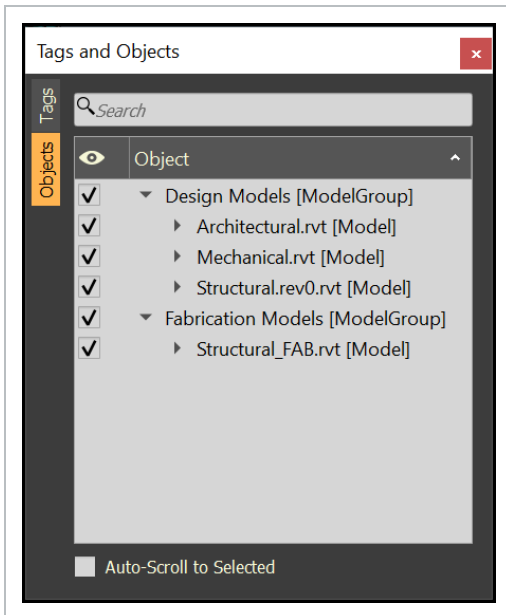 Tags and Objects
Tags
Objects
Search
Object
Design Models [ModelGroup]
Architectural.rvt [Model]
Mechanical.rvt [Model]
Structural.rev0.rvt [Model]
Fabrication Models [ModelGroup]
Structural_FAB.rvt [Model]
Auto-Scroll to Selected